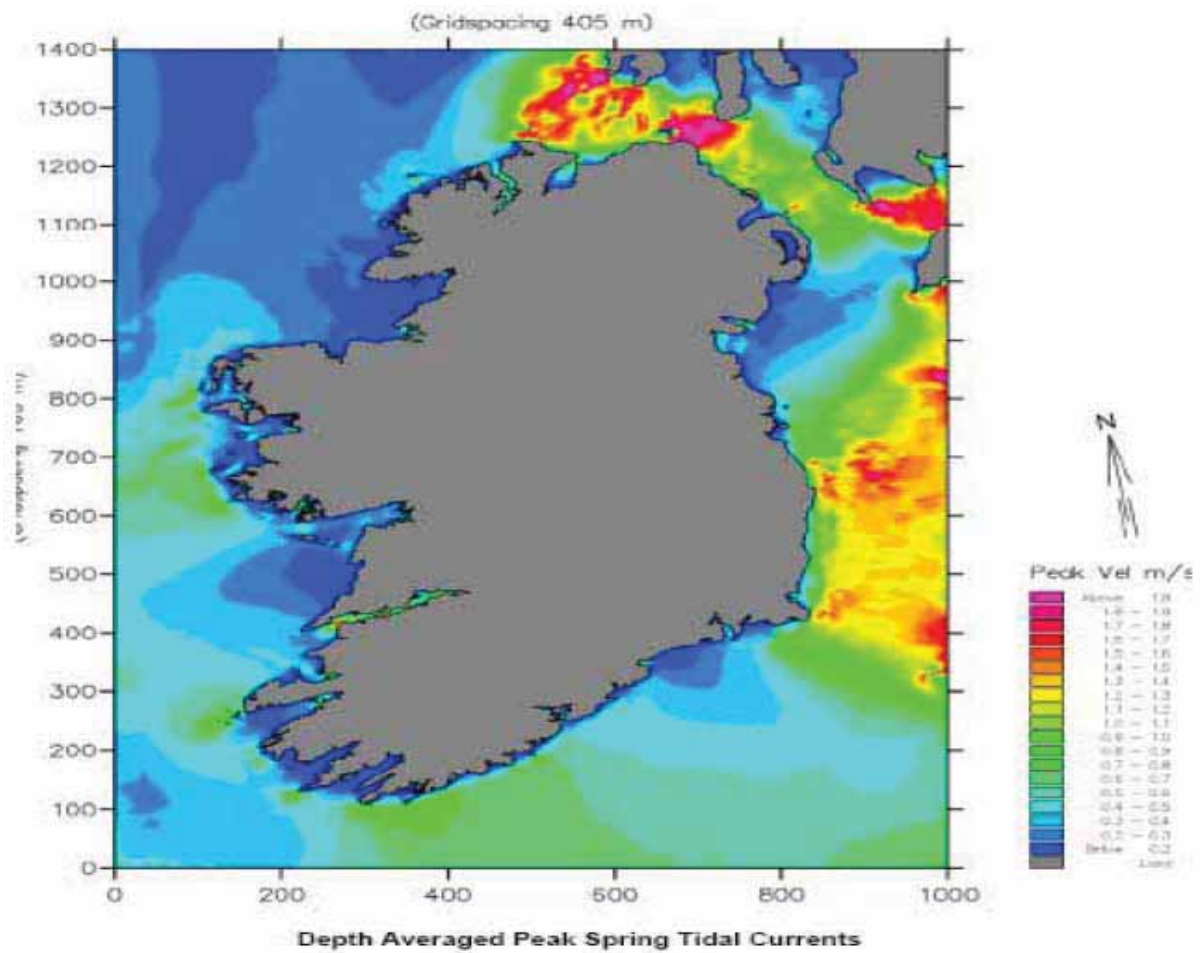 (Gridspacing 405 m)
1400
1300
1200
1100
1000
900
800
700
600
500
400
300
200
100
0
0 200 400 600 800 1000
N
Peak Vel m/s
Above 1.9
1.8 - 1.9
1.7 - 1.8
1.6 - 1.7
1.5 - 1.6
1.4 - 1.5
1.3 - 1.4
1.2 - 1.3
1.1 - 1.2
1.0 - 1.1
0.9 - 1.0
0.8 - 0.9
0.7 - 0.8
0.6 - 0.7
0.5 - 0.6
0.4 - 0.5
0.3 - 0.4
0.2 - 0.3
Below 0.2
Land
Depth Averaged Peak Spring Tidal Currents